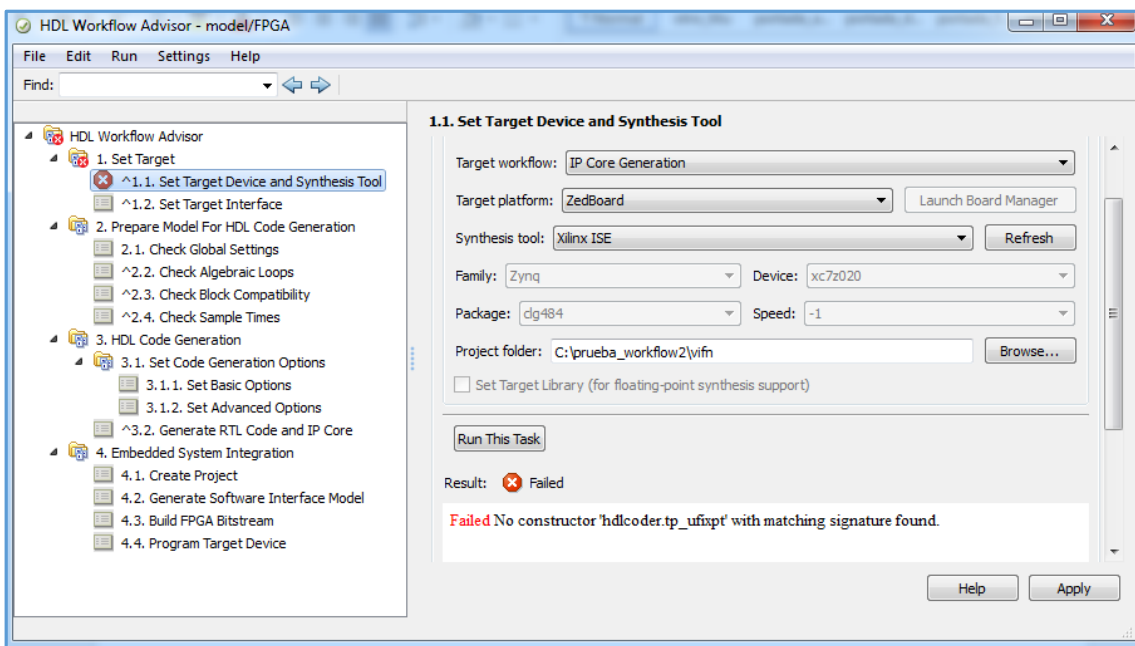 HDL Workflow Advisor - model/FPGA
File Edit Run Settings Help
Find:
HDL Workflow Advisor
1. Set Target
^1.1. Set Target Device and Synthesis Tool
^1.2. Set Target Interface
2. Prepare Model For HDL Code Generation
2.1. Check Global Settings
^2.2. Check Algebraic Loops
^2.3. Check Block Compatibility
^2.4. Check Sample Times
3. HDL Code Generation
3.1. Set Code Generation Options
3.1.1. Set Basic Options
3.1.2. Set Advanced Options
^3.2. Generate RTL Code and IP Core
4. Embedded System Integration
4.1. Create Project
4.2. Generate Software Interface Model
4.3. Build FPGA Bitstream
4.4. Program Target Device
1.1. Set Target Device and Synthesis Tool
Target workflow: IP Core Generation
Target platform: ZedBoard Launch Board Manager
Synthesis tool: Xilinx ISE Refresh
Family: Zynq Device: xc7z020
Package: clg484 Speed: -1
Project folder: C:\prueba_workflow2\vifn Browse...
Set Target Library (for floating-point synthesis support)
Run This Task
Result: Failed
Failed No constructor 'hdlcoder.tp_ufixpt' with matching signature found.
Help Apply